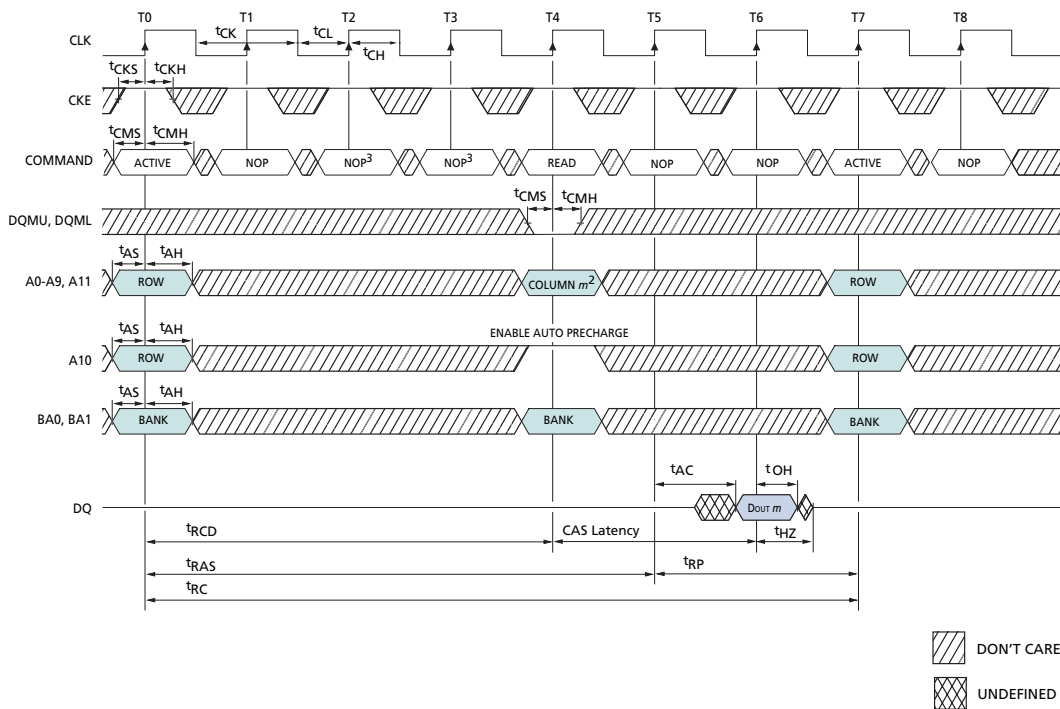 T0 T1 T2 T3 T4 T5 T6 T7 T8
CLK
tCK tCL tCH
tCKS tCKH
CKE
tCMS tCMH
COMMAND ACTIVE NOP NOP3 NOP3 READ NOP NOP ACTIVE NOP
tCMS tCMH
DQMU, DQML
tAS tAH
A0-A9, A11 ROW COLUMN m2 ROW
ENABLE AUTO PRECHARGE
tAS tAH
A10 ROW ROW
tAS tAH
BA0, BA1 BANK BANK BANK
tAC tOH
DQ DOUT m
tRCD CAS Latency tHZ
tRAS tRP
tRC
DON'T CARE
UNDEFINED